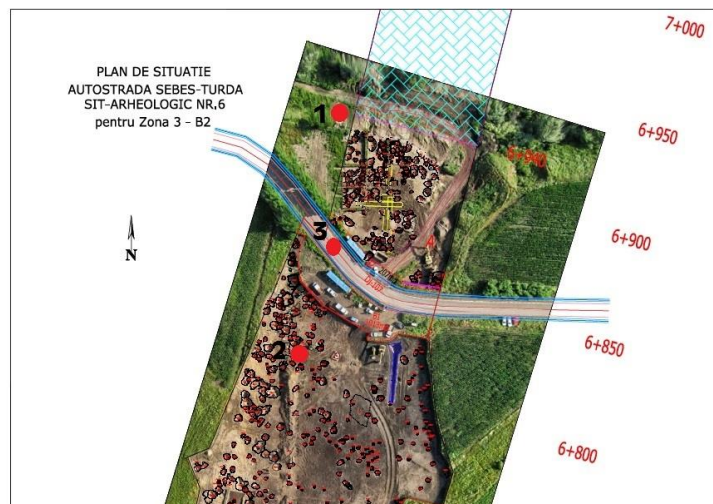 PLAN DE SITUATIE
AUTOSTRADA SEBES-TURDA
SIT-ARHEOLOGIC NR.6
pentru Zona 3 - B2
N
1
3
2
7+000
6+950
6+940
6+900
6+850
6+800